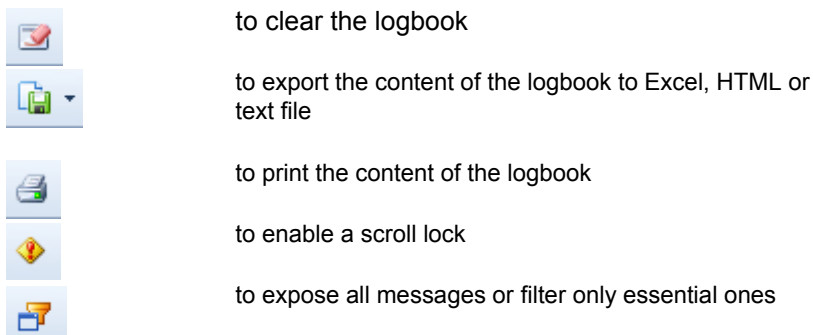 to clear the logbook
to export the content of the logbook to Excel, HTML or
text file
to print the content of the logbook
to enable a scroll lock
to expose all messages or filter only essential ones